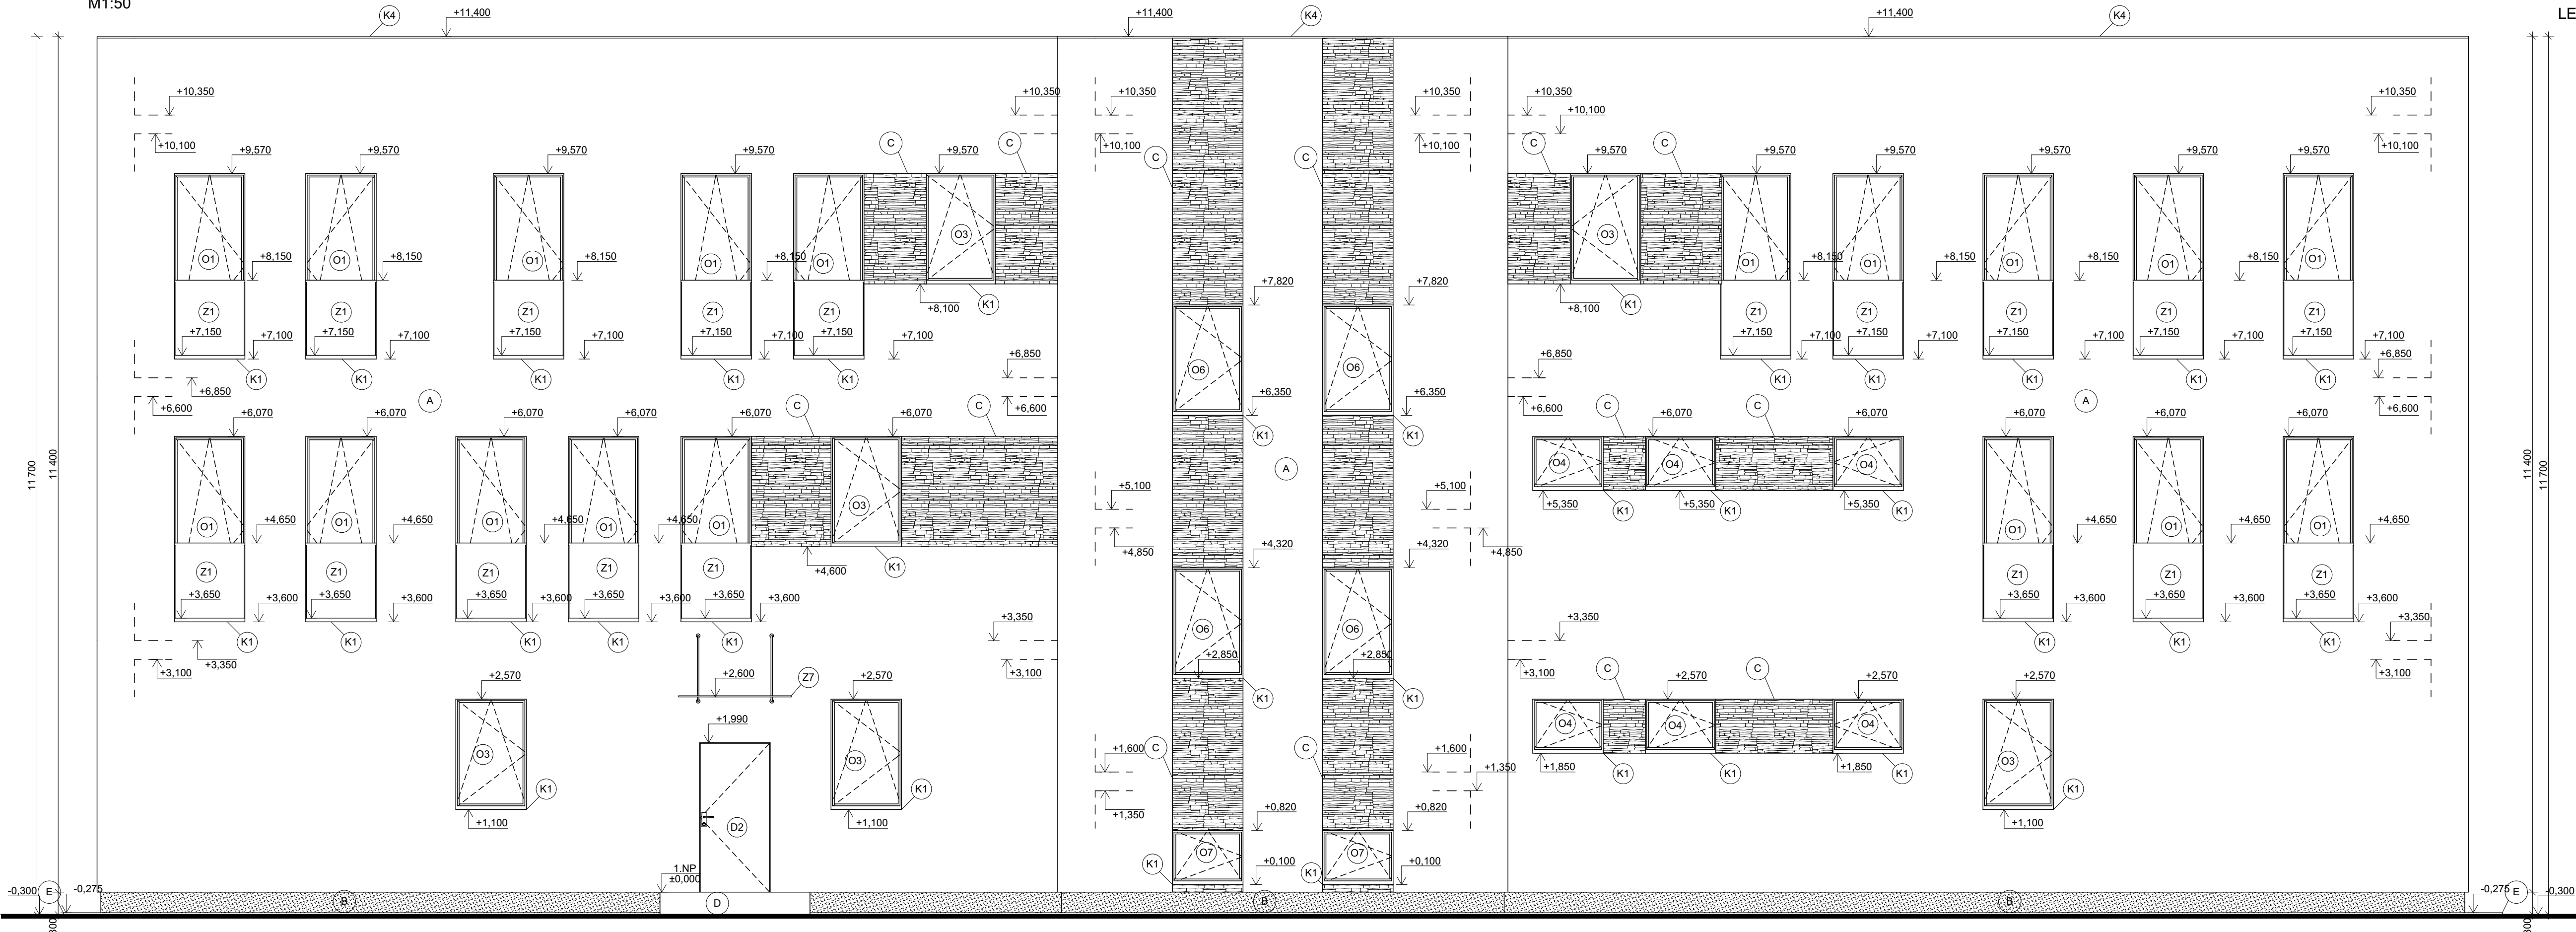 M1:50
LE
K4 +11,400 +11,400 K4 +11,400 K4
+10,350 +10,350 +10,350 +10,350 +10,350 +10,350
+10,100 +10,100 +10,100 +10,100 +10,100
C C C C C C
+9,570 +9,570 +9,570 +9,570 +9,570 +9,570 +9,570 +9,570 +9,570 +9,570 +9,570
O3 O3
O1 O1 O1 O1 O1 O1 O1 O1 O1 O1
+8,150 +8,150 +8,150 +8,150 +8,150 +8,150 +8,150 +8,150
+8,100 K1 +7,820 +7,820 +8,100 K1
Z1 Z1 Z1 Z1 Z1 Z1 Z1 Z1 Z1 Z1
+7,150 +7,150 +7,150 +7,150 +7,150 +7,150 +7,150 +7,150 +7,150 +7,150
+7,100 +7,100 +7,100 +7,100 +7,100 +7,100 +7,100 +7,100 +7,100 +7,100
+6,850 O6 O6 +6,850 +6,850
K1 K1 K1 K1 K1 K1 K1 K1 K1 K1
+6,850 A +6,350 +6,350 A
+6,600 C C +6,600 +6,600 C C +6,600
+6,070 +6,070 +6,070 +6,070 +6,070 +6,070 K1 K1 +6,070 +6,070 +6,070 +6,070 +6,070
11 700 11 400 A O4 O4 O4 11 400 11 700
+5,100 +5,100 +5,350 +5,350 +5,350
O3 K1 K1 K1
O1 O1 O1 O1 O1 O1 O1 O1
+4,650 +4,650 +4,650 +4,650 +4,650 +4,650 +4,650
+4,850 +4,850
+4,600 K1 +4,320 +4,320
Z1 Z1 Z1 Z1 Z1 Z1 Z1 Z1
+3,650 +3,650 +3,650 +3,650 +3,650 +3,650 +3,650 +3,650
+3,600 +3,600 +3,600 +3,600 +3,600 +3,600 +3,600 +3,600
+3,350 O6 O6 +3,350 +3,350
K1 K1 K1 K1 K1 K1 K1 K1
+3,350 +2,850 +2,850
+3,100 +3,100 +3,100 +3,100
+2,570 +2,600 Z7 +2,570 K1 K1 C +2,570 C +2,570 +2,570
+1,990 O4 O4 O4
O3 O3 C +1,600 C +1,600 O3
+1,350 +1,850 K1 K1 +1,850 K1
K1 K1 K1
+1,100 +1,100 +1,350 +0,820 +0,820 +1,100
D2
O7 O7
K1 +0,100 K1 +0,100
1.NP
±0,000
-0,300 E -0,275 -0,275 E -0,300
B D B B
300 300